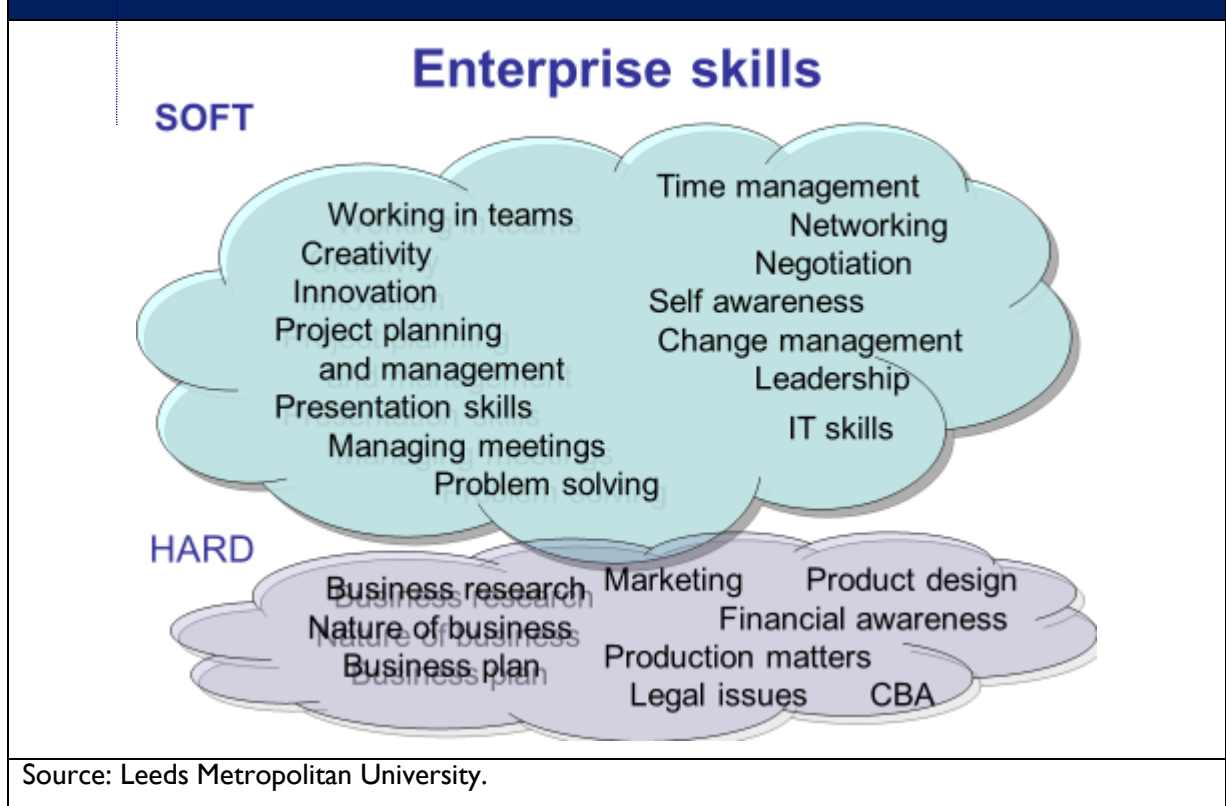 Enterprise skills
SOFT
Working in teams
Creativity
Innovation
Project planning
and management
Presentation skills
Managing meetings
Problem solving
Time management
Networking
Negotiation
Self awareness
Change management
Leadership
IT skills
HARD
Business research
Nature of business
Business plan
Marketing
Product design
Financial awareness
Production matters
Legal issues
CBA
Source: Leeds Metropolitan University.